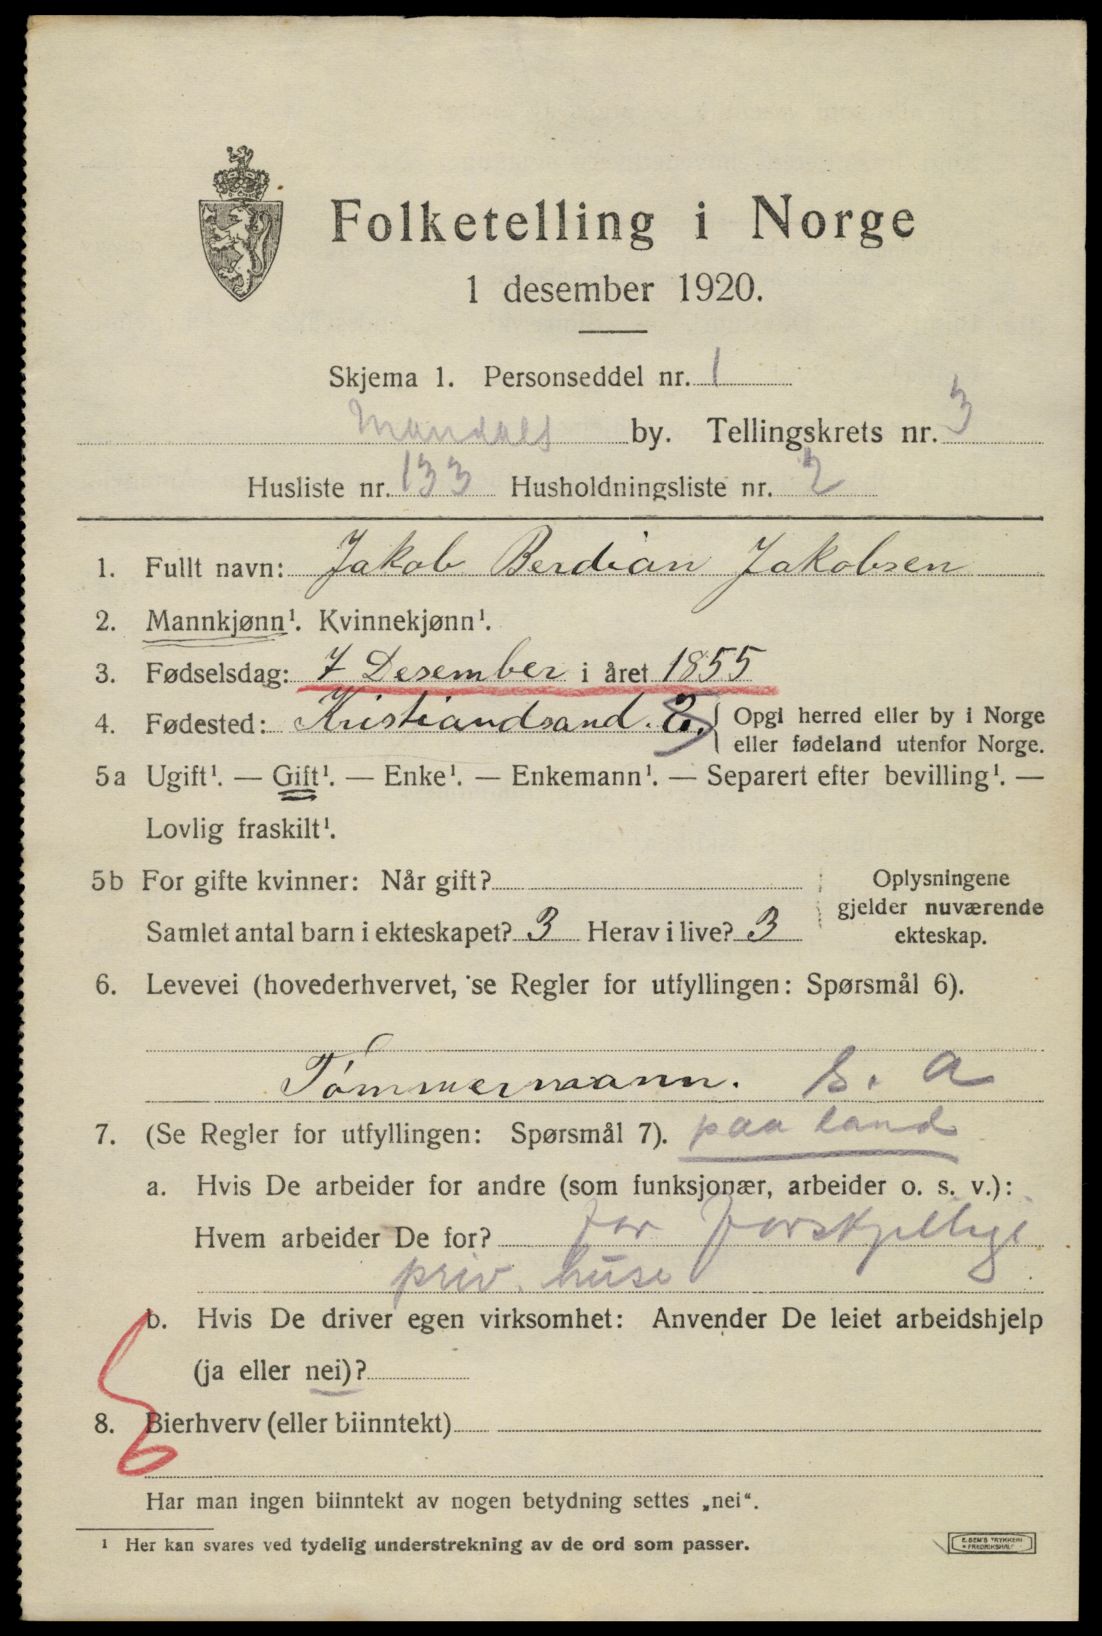 Folketelling i Norge
1 desember 1920.
Skjema 1. Personseddel nr. 1
Mandals by. Tellingskrets nr. 3
Husliste nr. 133 Husholdningsliste nr. 2
1. Fullt navn: Jakob Berdian Jakobsen
2. Mannkjønn¹. Kvinnekjønn¹.
3. Fødselsdag: 7 Desember i året 1855
4. Fødested: Kristiandsand. Opgi herred eller by i Norge
eller fødeland utenfor Norge.
5a Ugift¹. — Gift¹. — Enke¹. — Enkemann¹. — Separert efter bevilling¹. —
Lovlig fraskilt¹.
5b For gifte kvinner: Når gift? Oplysningene
gjelder nuværende
Samlet antal barn i ekteskapet? 3 Herav i live? 3 ekteskap.
6. Levevei (hovederhvervet, se Regler for utfyllingen: Spørsmål 6).
Tømmermann. s. a
7. (Se Regler for utfyllingen: Spørsmål 7). paa land
a. Hvis De arbeider for andre (som funksjonær, arbeider o. s. v.):
Hvem arbeider De for? for forskjellige
priv. huse
b. Hvis De driver egen virksomhet: Anvender De leiet arbeidshjelp
(ja eller nei)?
8. Bierhverv (eller biinntekt)
Har man ingen biinntekt av nogen betydning settes „nei“.
¹ Her kan svares ved tydelig understrekning av de ord som passer.